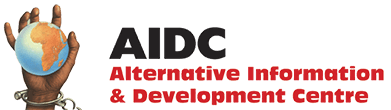 AIDC
Alternative Information
& Development Centre